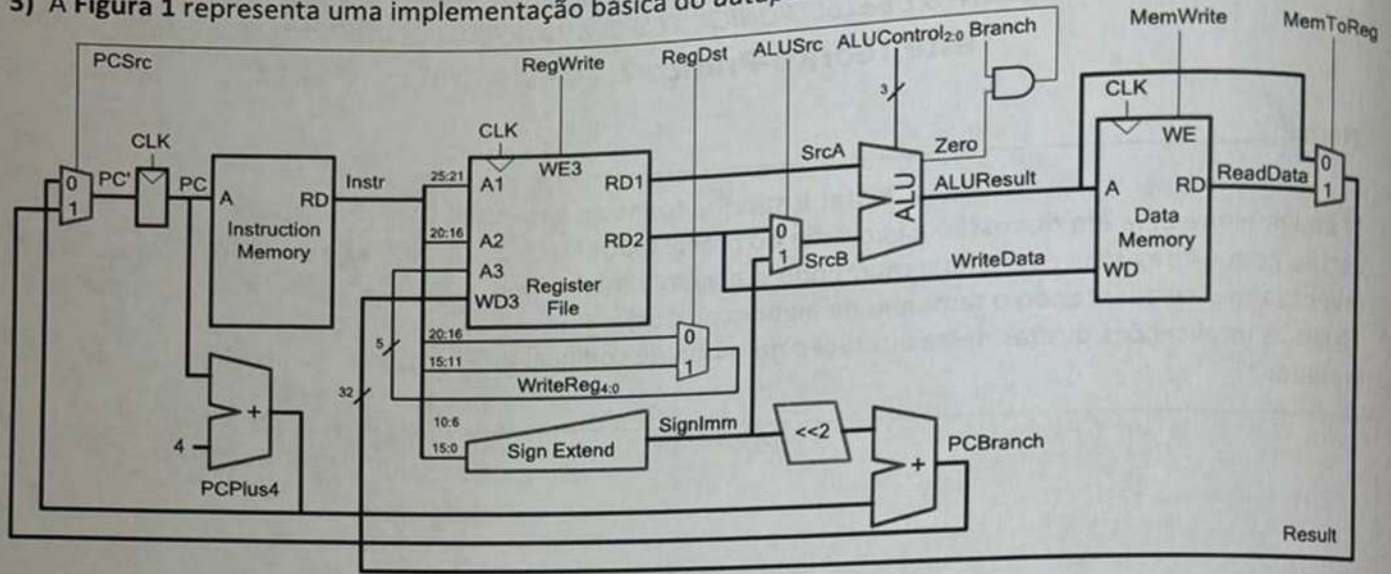 3) A Figura 1 representa uma implementação básica do
MemWrite
MemToReg
PCSrc
RegWrite
RegDst
ALUSrc
ALUControl2:0
Branch
3
CLK
CLK
CLK
0
1
PC'
PC
A
RD
Instruction
Memory
Instr
25:21
20:16
A1
A2
A3
WD3
WE3
RD1
RD2
Register
File
SrcA
0
1
SrcB
ALU
Zero
ALUResult
WriteData
WE
A
RD
Data
Memory
WD
ReadData
0
1
20:16
15:11
5
0
1
WriteReg4:0
32
10:6
15:0
Sign Extend
SignImm
<<2
+
PCBranch
+
4
PCPlus4
Result